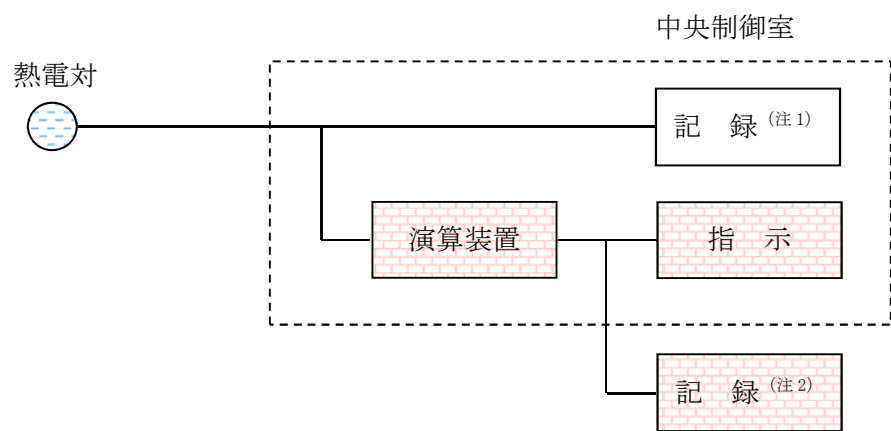 中央制御室
熱電対
記　録（注1）
演算装置
指　示
記　録（注2）